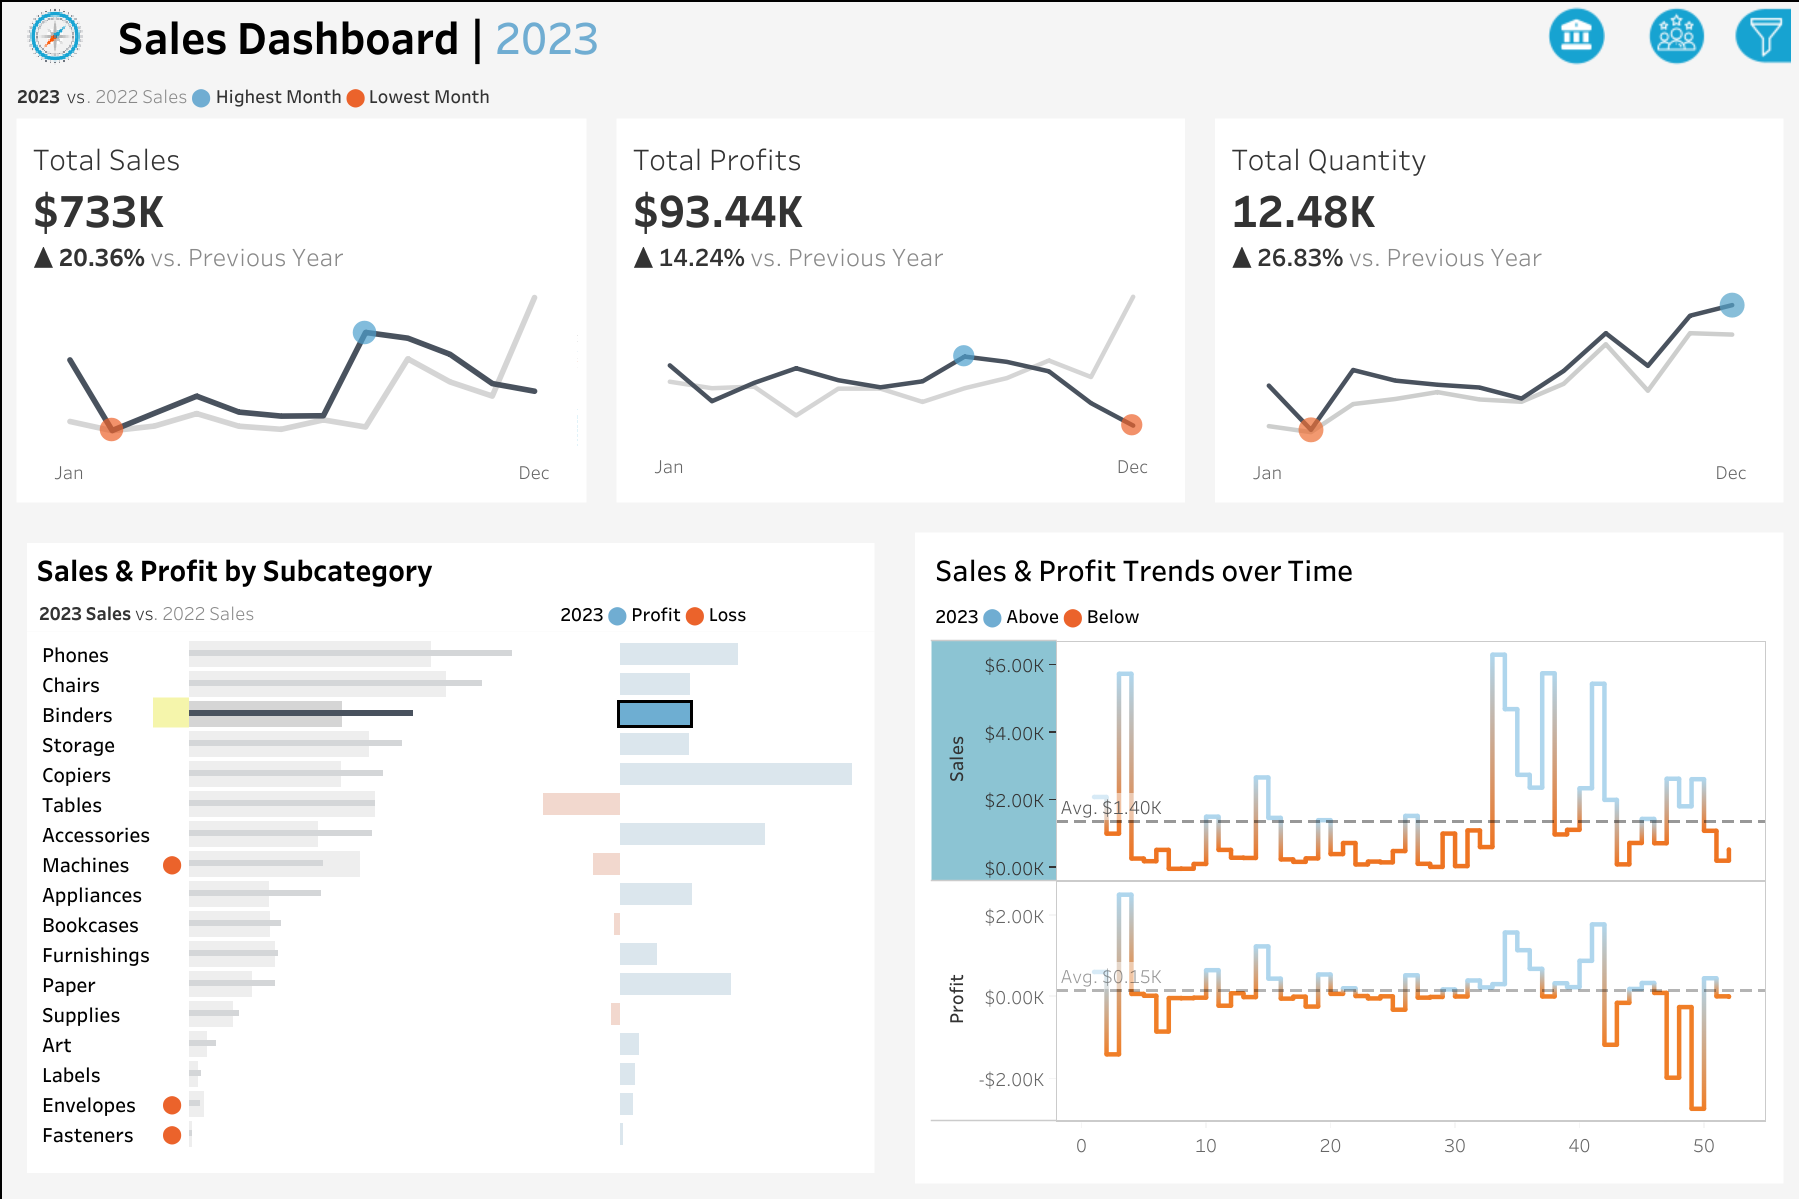 Sales Dashboard | 2023
2023 vs. 2022 Sales Highest Month Lowest Month
Total Sales
$733K
▲ 20.36% vs. Previous Year
Jan Dec
Total Profits
$93.44K
▲ 14.24% vs. Previous Year
Jan Dec
Total Quantity
12.48K
▲ 26.83% vs. Previous Year
Jan Dec
Sales & Profit by Subcategory
2023 Sales vs. 2022 Sales
2023 Profit Loss
Phones
Chairs
Binders
Storage
Copiers
Tables
Accessories
Machines
Appliances
Bookcases
Furnishings
Paper
Supplies
Art
Labels
Envelopes
Fasteners
Sales & Profit Trends over Time
2023 Above Below
Sales
$6.00K
$4.00K
$2.00K
$0.00K
Avg. $1.40K
Profit
$2.00K
$0.00K
-$2.00K
Avg. $0.15K
0 10 20 30 40 50